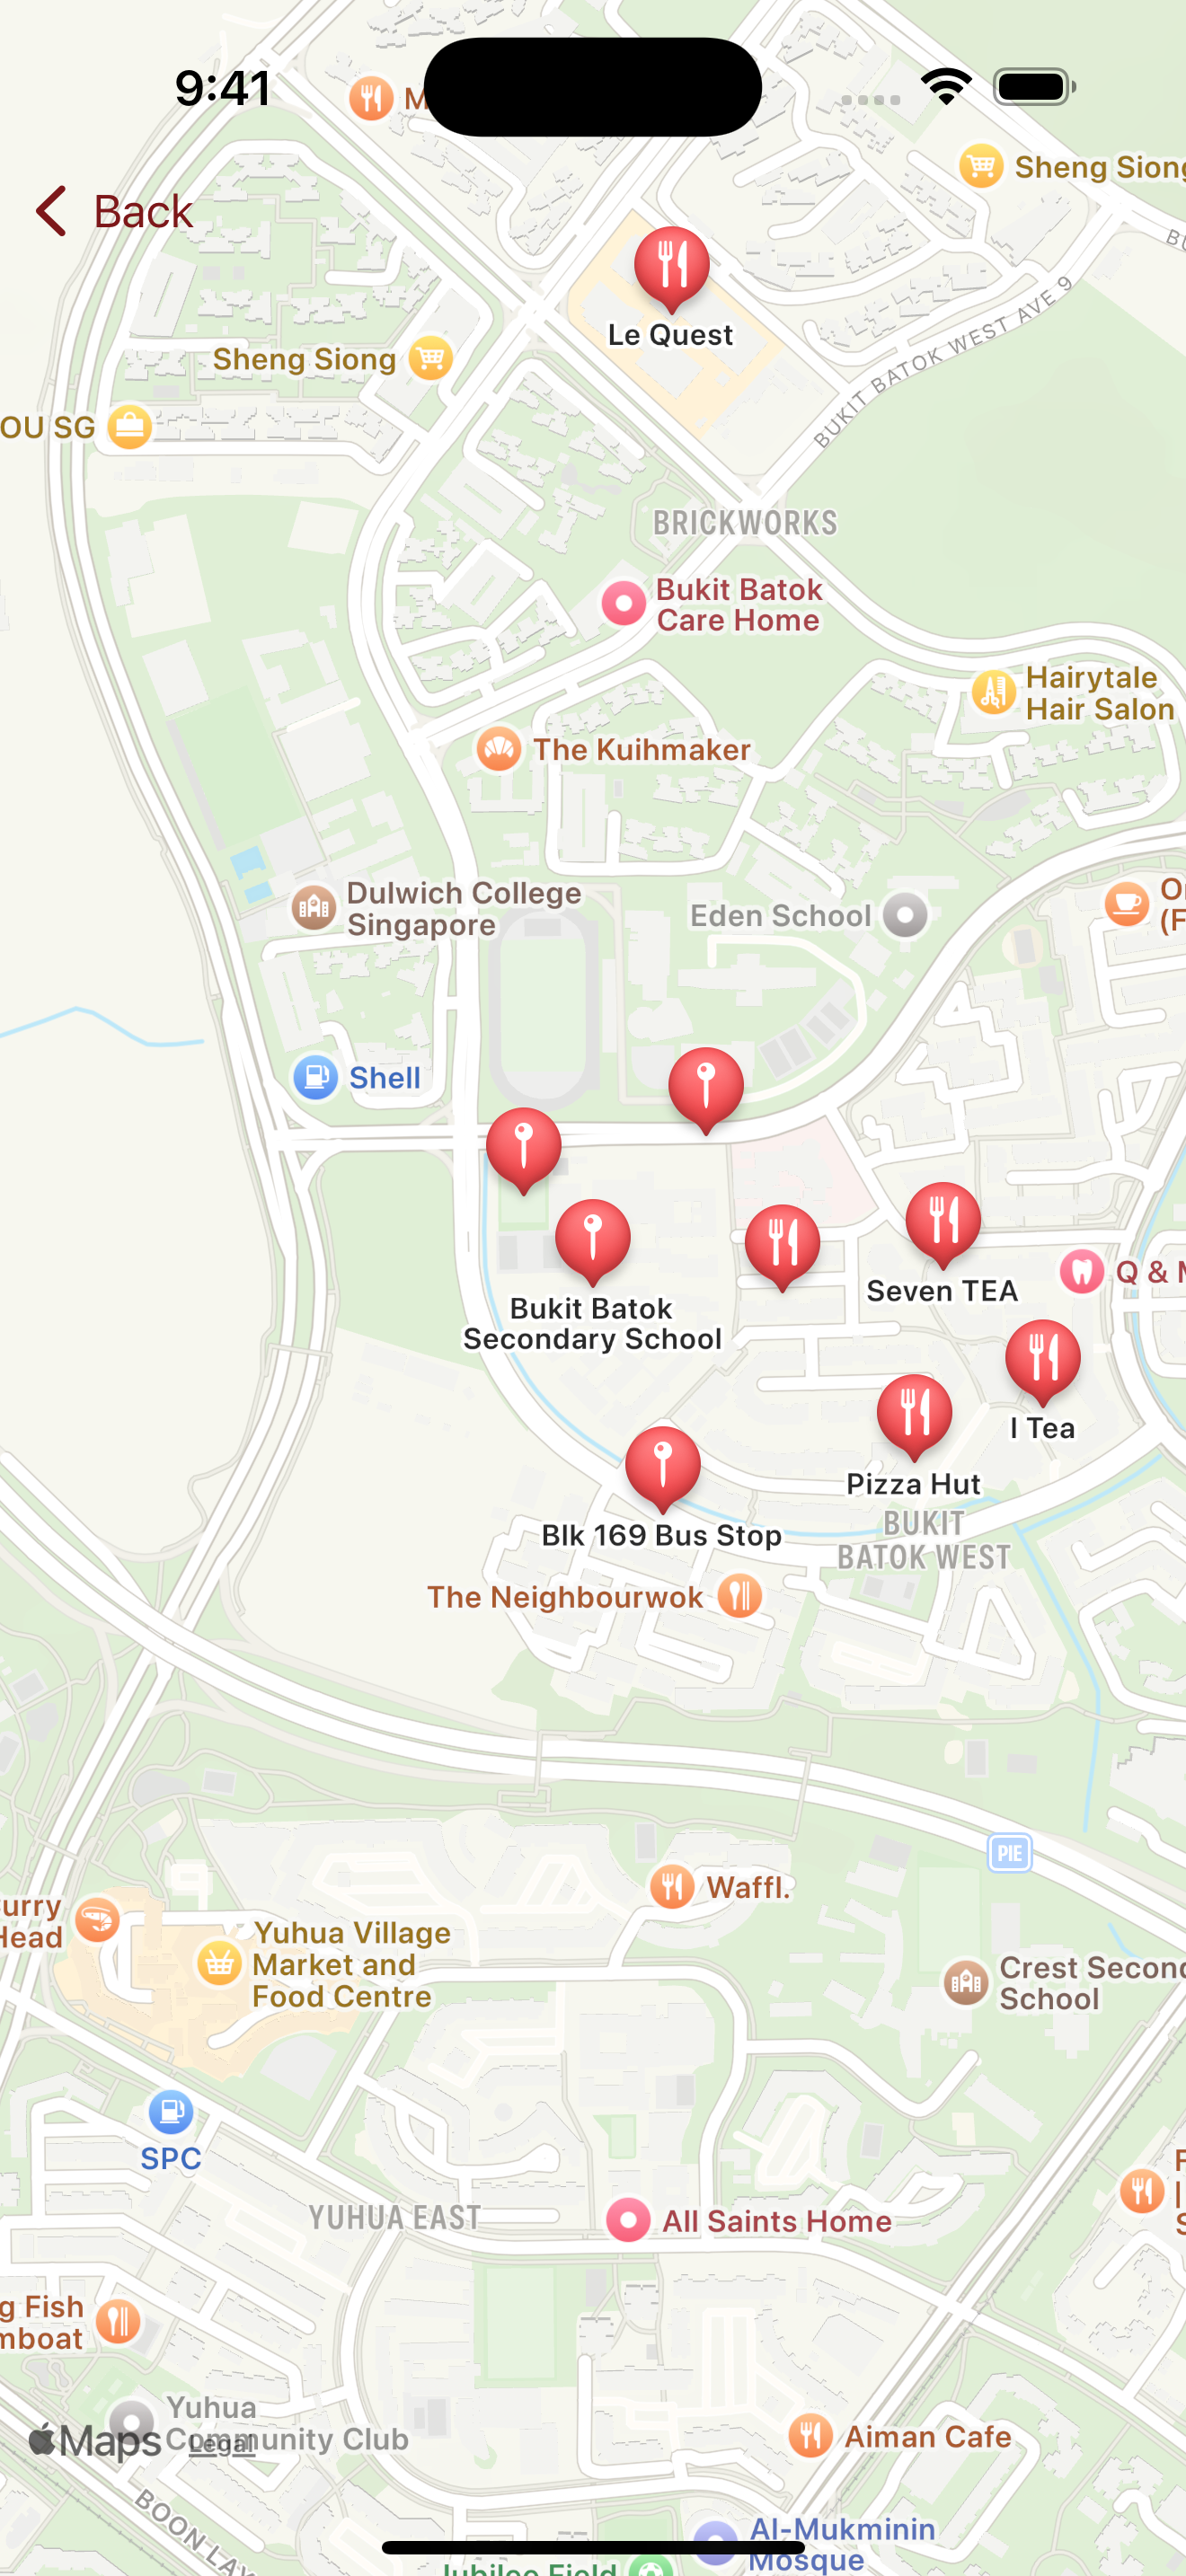 9:41
Sheng Siong
Back
Le Quest
Sheng Siong
OU SG
BUKIT BATOK WEST AVE 9
BRICKWORKS
Bukit Batok
Care Home
Hairytale
Hair Salon
The Kuihmaker
Dulwich College
Singapore
Eden School
Shell
Seven TEA
Q & M
Bukit Batok
Secondary School
I Tea
Pizza Hut
BUKIT
BATOK WEST
Blk 169 Bus Stop
The Neighbourwok
PIE
Waffl.
urry
Head
Yuhua Village
Market and
Food Centre
Crest Second
School
SPC
YUHUA EAST
All Saints Home
g Fish
mboat
Yuhua
Community Club
Maps
Legal
Aiman Cafe
BOON LAY
Al-Mukminin
Mosque
Jubilee Field